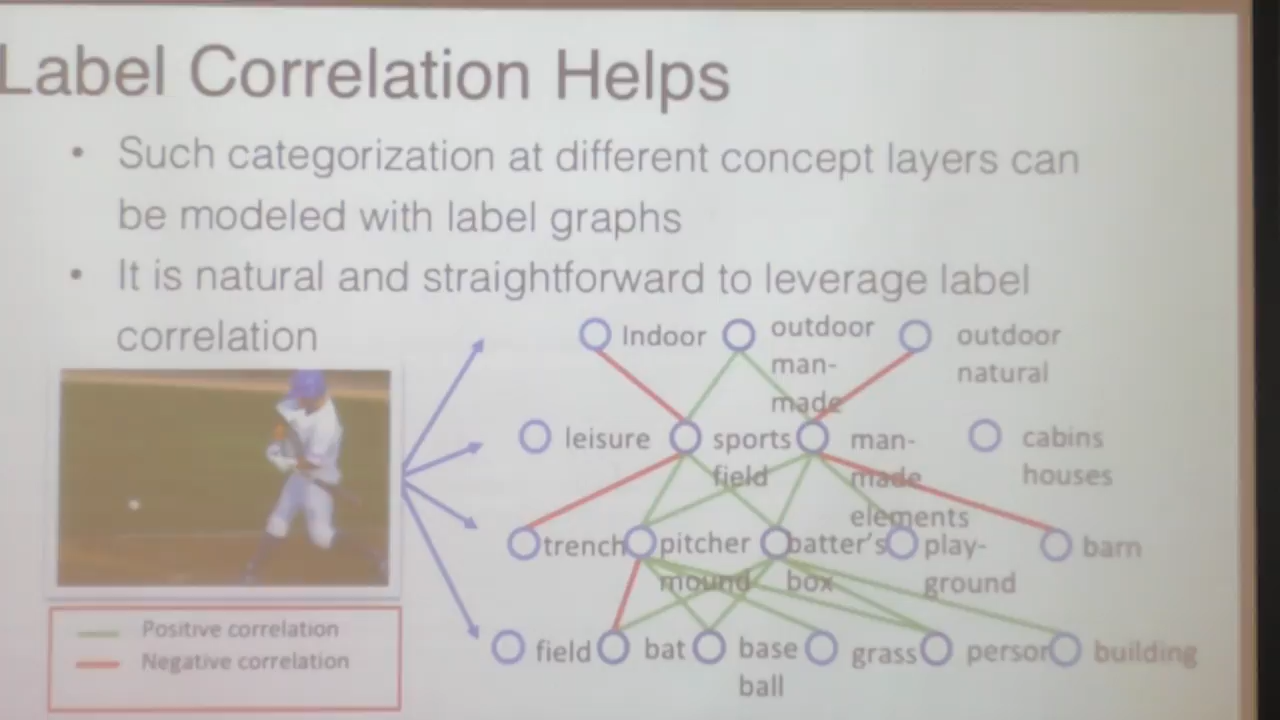 Label Correlation Helps
• Such categorization at different concept layers can
be modeled with label graphs
• It is natural and straightforward to leverage label
correlation
Indoor
outdoor
man-
made
outdoor
natural
leisure
sports
field
man-
made
elements
cabins
houses
trench
pitcher
mound
batter's
box
play-
ground
barn
field
bat
base
ball
grass
person
building
Positive correlation
Negative correlation